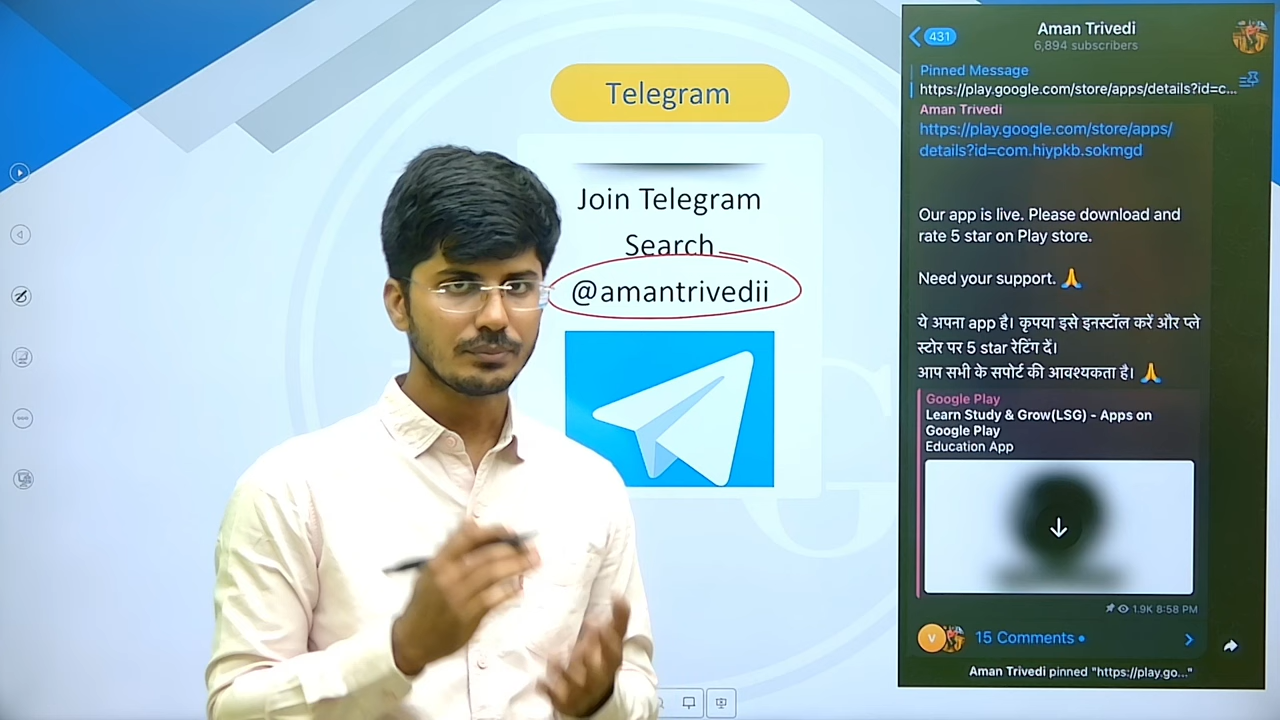 Telegram
Join Telegram
Search
@amantrivedii
431
Aman Trivedi
6,894 subscribers
Pinned Message
https://play.google.com/store/apps/details?id=c...
Aman Trivedi
https://play.google.com/store/apps/
details?id=com.hiypkb.sokmgd
Our app is live. Please download and
rate 5 star on Play store.
Need your support. 🙏
ये अपना app है। कृपया इसे इनस्टॉल करें और प्ले
स्टोर पर 5 star रेटिंग दें।
आप सभी के सपोर्ट की आवश्यकता है। 🙏
Google Play
Learn Study & Grow(LSG) - Apps on
Google Play
Education App
1.9K 8:58 PM
V
15 Comments
Aman Trivedi pinned "https://play.go..."